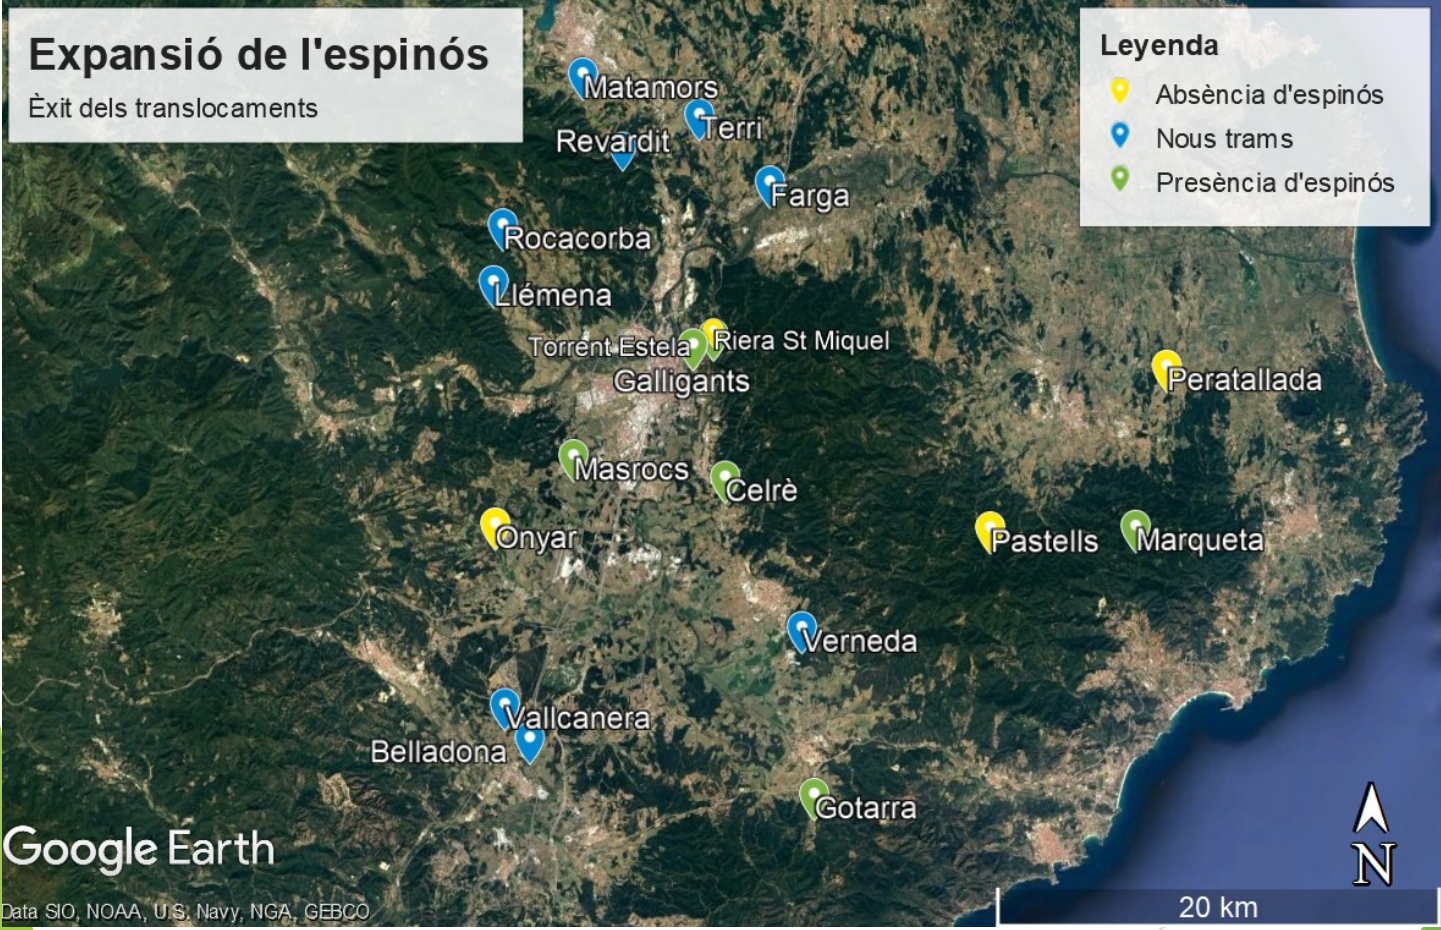 Expansió de l'espinós
Èxit dels translocaments
Leyenda
Absència d'espinós
Nous trams
Presència d'espinós
Matamors
Terri
Revardit
Farga
Rocacorba
Llémena
Riera St Miquel
Torrent Estela
Galligants
Peratallada
Masrocs
Celrè
Onyar
Pastells
Marqueta
Verneda
Vallcanera
Belladona
Gotarra
Google Earth
N
Data SIO, NOAA, U.S. Navy, NGA, GEBCO
20 km